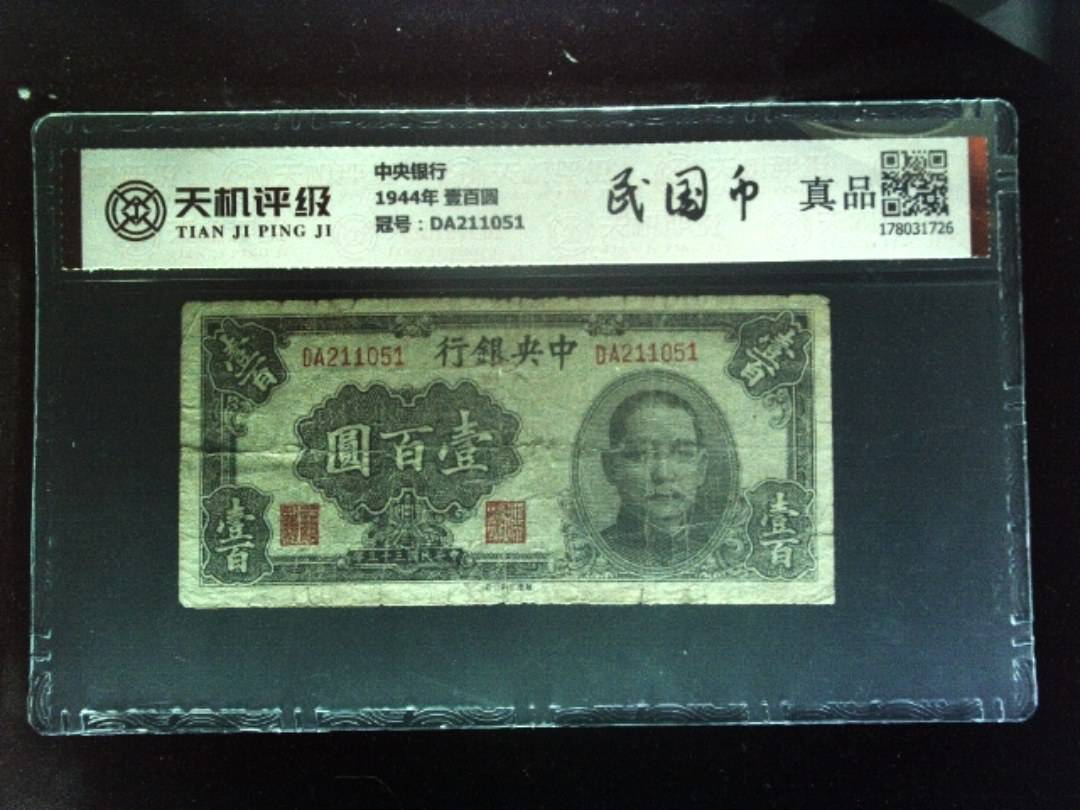 天机评级
TIAN JI PING JI
中央银行
1944年 壹百圆
冠号：DA211051
民国币
真品
178031726
壹百
DA211051
行銀央中
DA211051
壹百
圓百壹
壹百
壹百